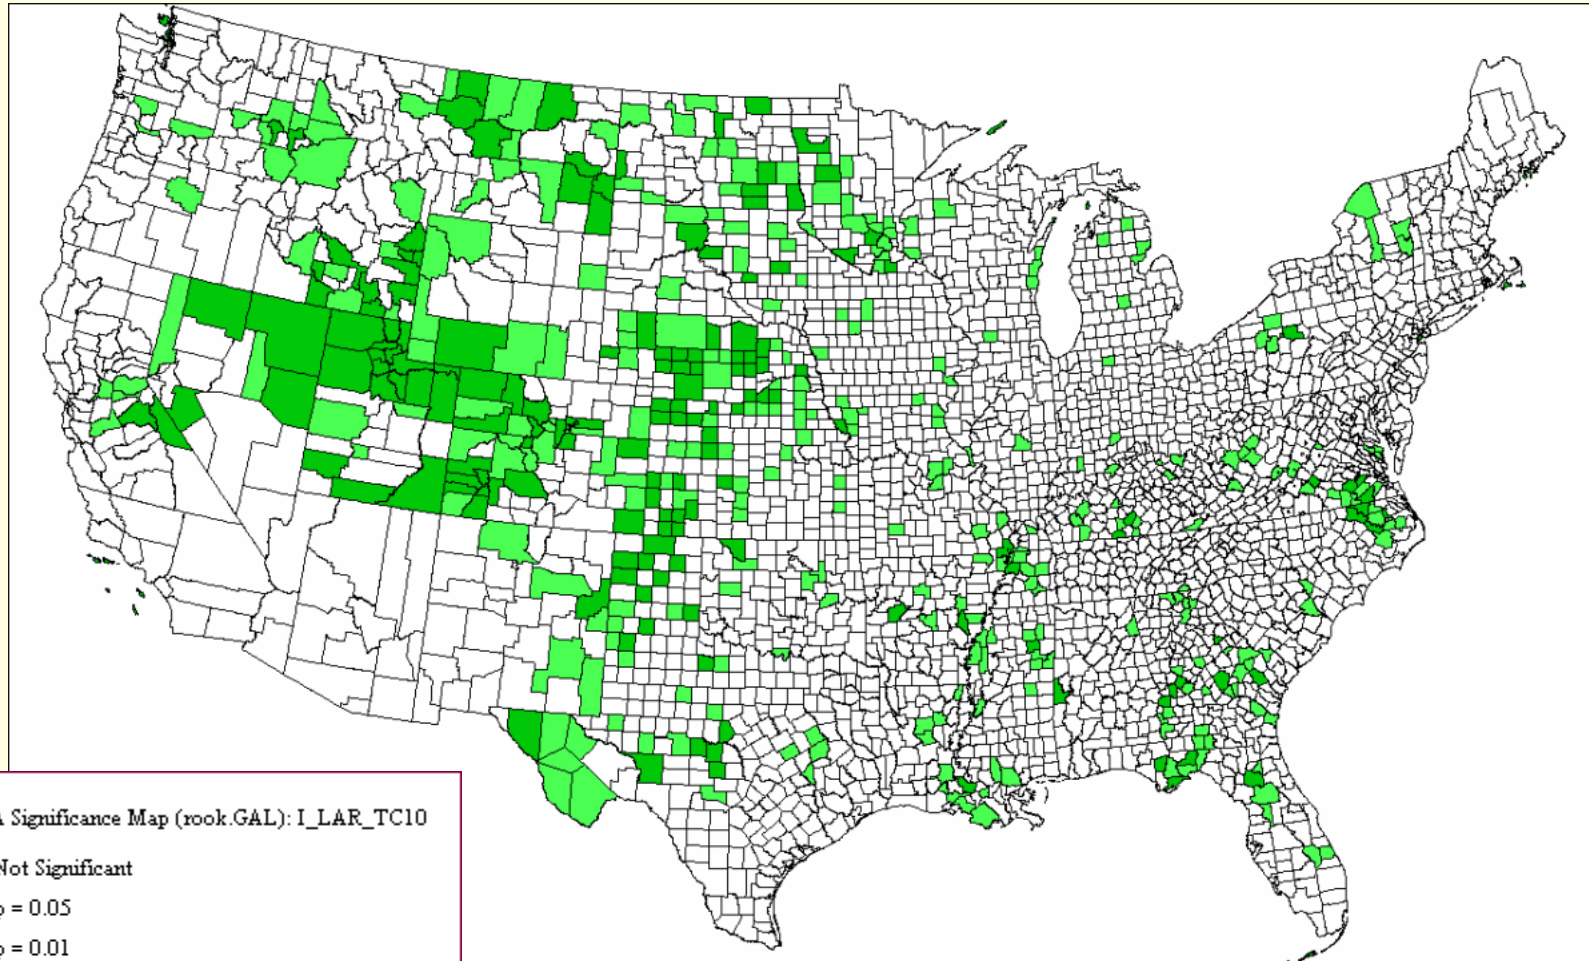 A Significance Map (rook.GAL): I_LAR_TC10
Not Significant
p = 0.05
p = 0.01